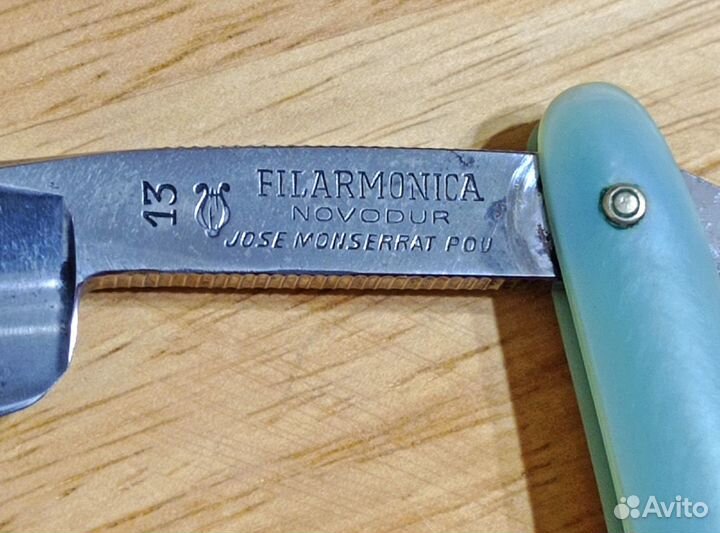 13
FILARMONICA
NOVODUR
JOSE MONSERRAT POU
Avito